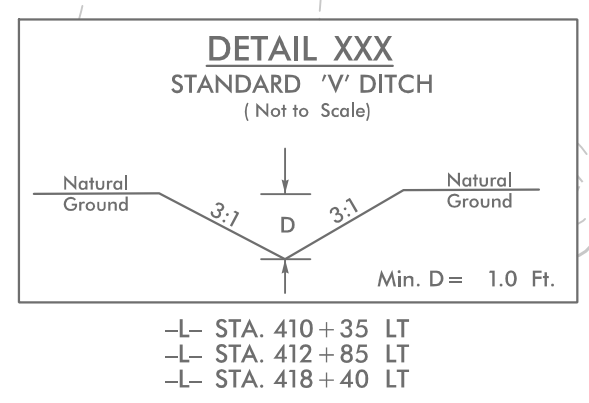 DETAIL XXX
STANDARD 'V' DITCH
( Not to Scale)
Natural
Ground
3:1
D
3:1
Natural
Ground
Min. D = 1.0 Ft.
–L– STA. 410+35 LT
–L– STA. 412+85 LT
–L– STA. 418+40 LT